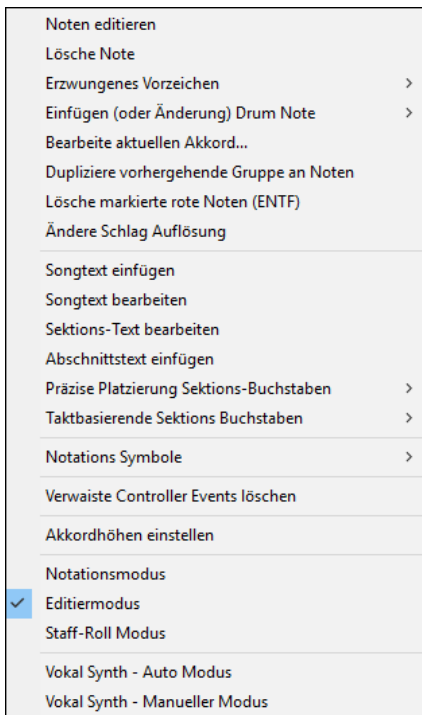 Noten editieren
Lösche Note
Erzwungenes Vorzeichen
Einfügen (oder Änderung) Drum Note
Bearbeite aktuellen Akkord...
Dupliziere vorhergehende Gruppe an Noten
Lösche markierte rote Noten (ENTF)
Ändere Schlag Auflösung
Songtext einfügen
Songtext bearbeiten
Sektions-Text bearbeiten
Abschnittstext einfügen
Präzise Platzierung Sektions-Buchstaben
Taktbasierende Sektions Buchstaben
Notations Symbole
Verwaiste Controller Events löschen
Akkordhöhen einstellen
Notationsmodus
Editiermodus
Staff-Roll Modus
Vokal Synth - Auto Modus
Vokal Synth - Manueller Modus